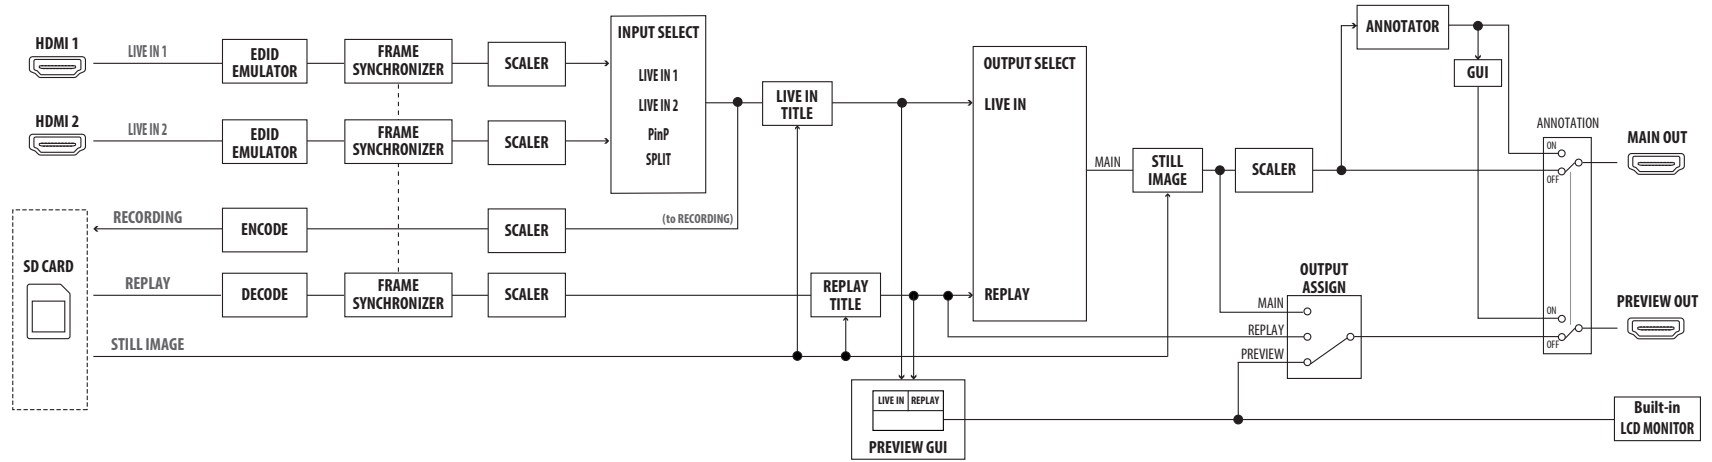 HDMI 1
LIVE IN 1
EDID
EMULATOR
FRAME
SYNCHRONIZER
SCALER
HDMI 2
LIVE IN 2
EDID
EMULATOR
FRAME
SYNCHRONIZER
SCALER
INPUT SELECT
LIVE IN 1
LIVE IN 2
PinP
SPLIT
LIVE IN
TITLE
(to RECORDING)
SD CARD
RECORDING
ENCODE
SCALER
REPLAY
DECODE
FRAME
SYNCHRONIZER
SCALER
REPLAY
TITLE
STILL IMAGE
OUTPUT SELECT
LIVE IN
REPLAY
LIVE IN
REPLAY
PREVIEW GUI
MAIN
STILL
IMAGE
SCALER
ANNOTATOR
GUI
OUTPUT
ASSIGN
MAIN
REPLAY
PREVIEW
ANNOTATION
ON
OFF
ON
OFF
MAIN OUT
PREVIEW OUT
Built-in
LCD MONITOR